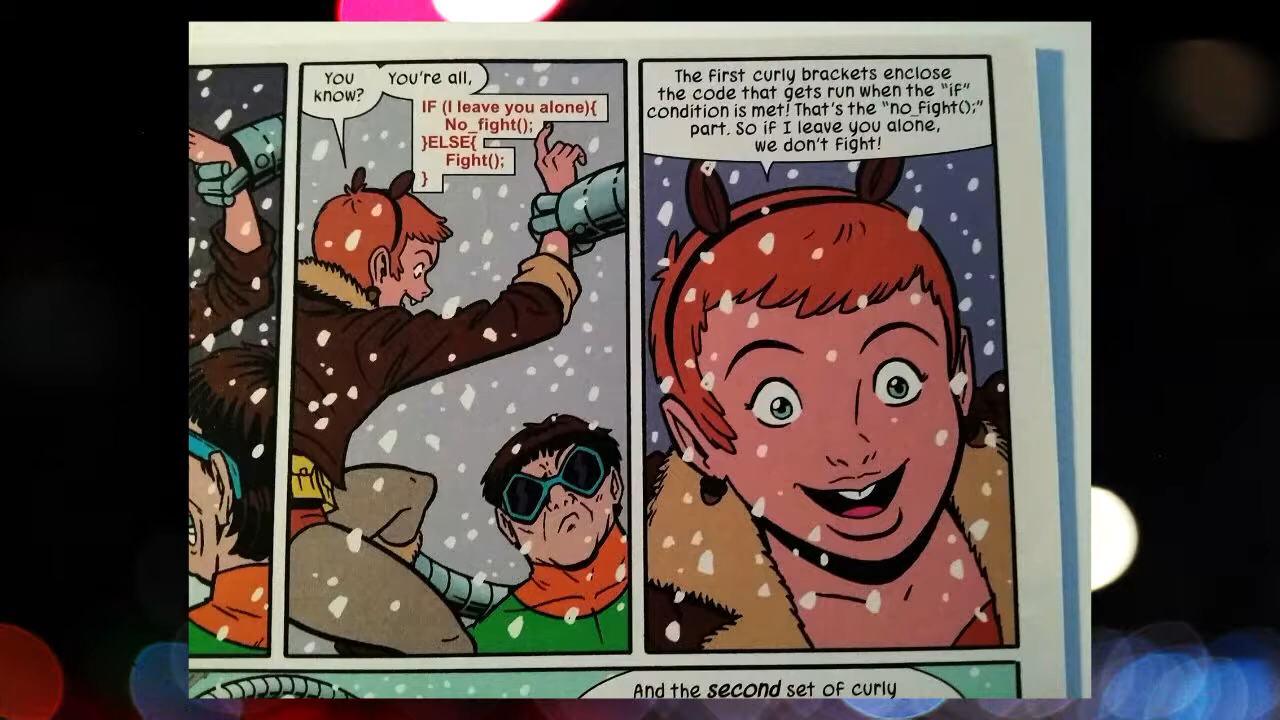 You
know?
You're all,
IF (I leave you alone){
No_fight();
}ELSE{
Fight();
}
The first curly brackets enclose
the code that gets run when the "if"
condition is met! That's the "no_fight();"
part. So if I leave you alone,
we don't fight!
And the second set of curly